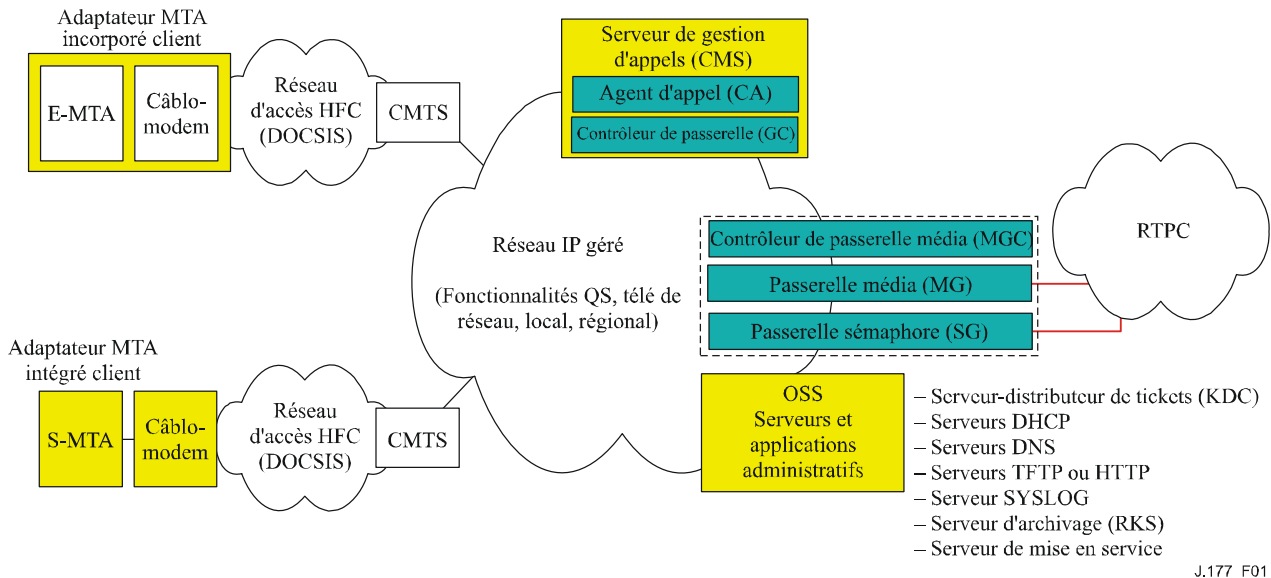 Adaptateur MTA
incorporé client
E-MTA
Câblo-
modem
Réseau
d'accès HFC
(DOCSIS)
CMTS
Serveur de gestion
d'appels (CMS)
Agent d'appel (CA)
Contrôleur de passerelle (GC)
Réseau IP géré
(Fonctionnalités QS, télé de
réseau, local, régional)
Contrôleur de passerelle média (MGC)
Passerelle média (MG)
Passerelle sémaphore (SG)
RTPC
Adaptateur MTA
intégré client
S-MTA
Câblo-
modem
Réseau
d'accès HFC
(DOCSIS)
CMTS
OSS
Serveurs et
applications
administratifs
– Serveur-distributeur de tickets (KDC)
– Serveurs DHCP
– Serveurs DNS
– Serveurs TFTP ou HTTP
– Serveur SYSLOG
– Serveur d'archivage (RKS)
– Serveur de mise en service
J.177_F01